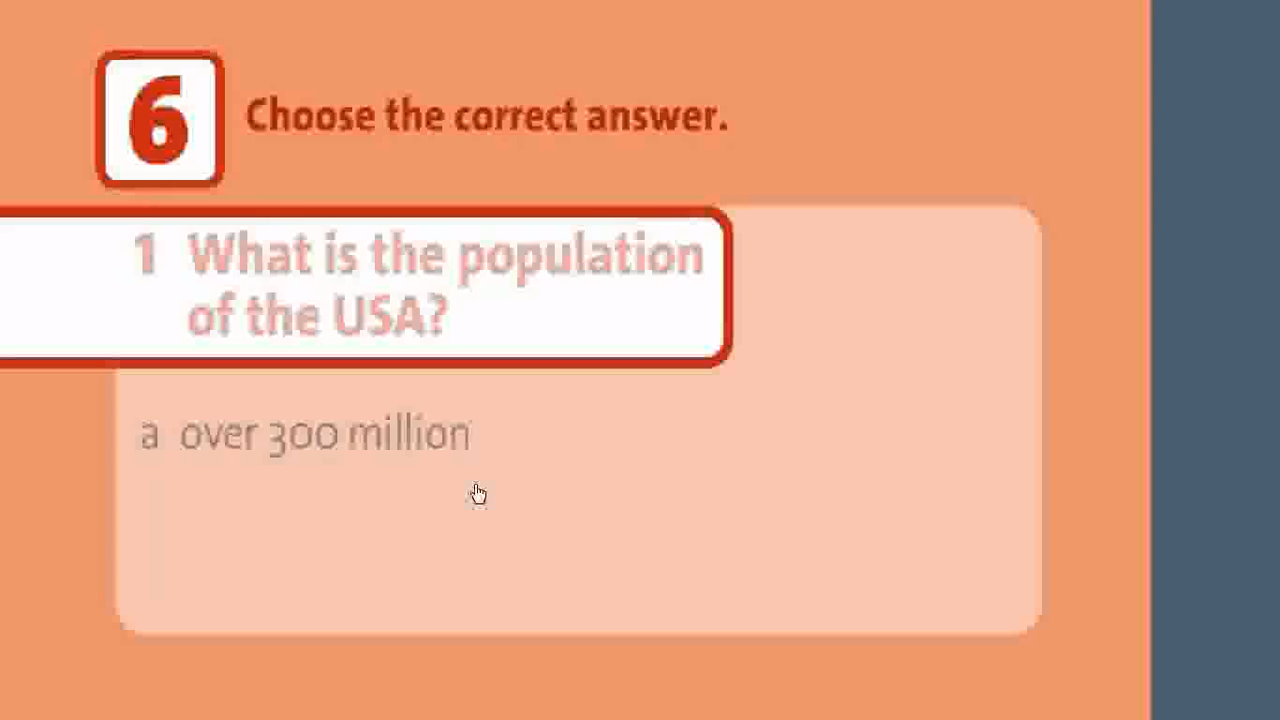 6 Choose the correct answer.
1 What is the population
of the USA?
a over 300 million